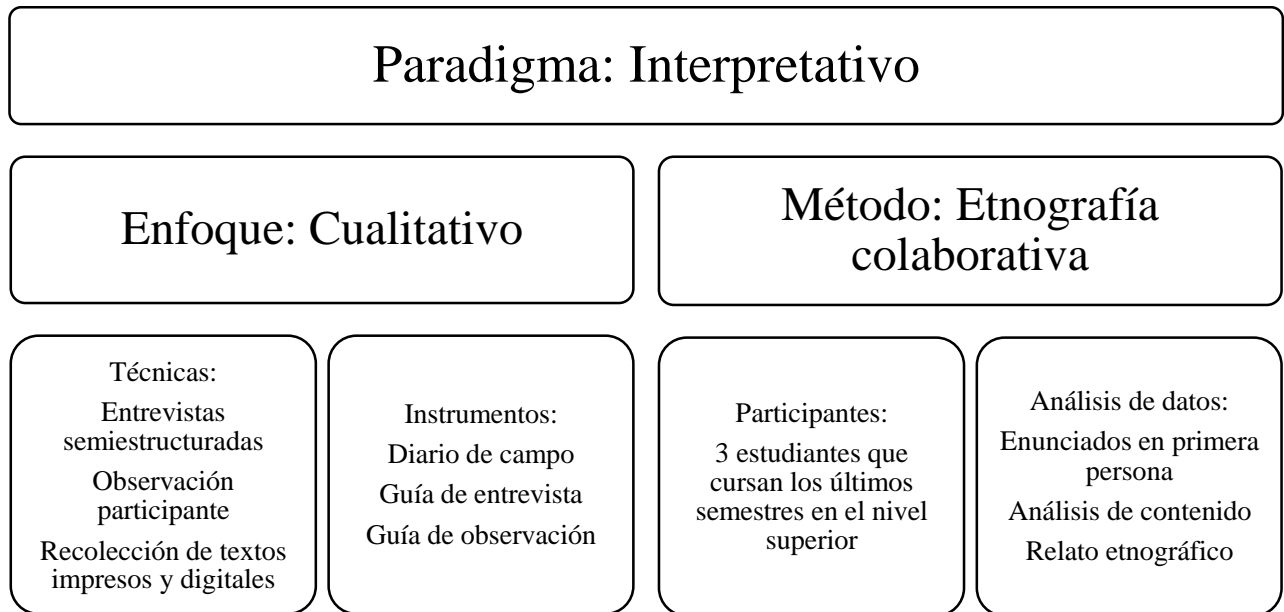 Paradigma: Interpretativo
Enfoque: Cualitativo
Método: Etnografía
colaborativa
Técnicas:
Entrevistas
semiestructuradas
Observación
participante
Recolección de textos
impresos y digitales
Instrumentos:
Diario de campo
Guía de entrevista
Guía de observación
Participantes:
3 estudiantes que
cursan los últimos
semestres en el nivel
superior
Análisis de datos:
Enunciados en primera
persona
Análisis de contenido
Relato etnográfico